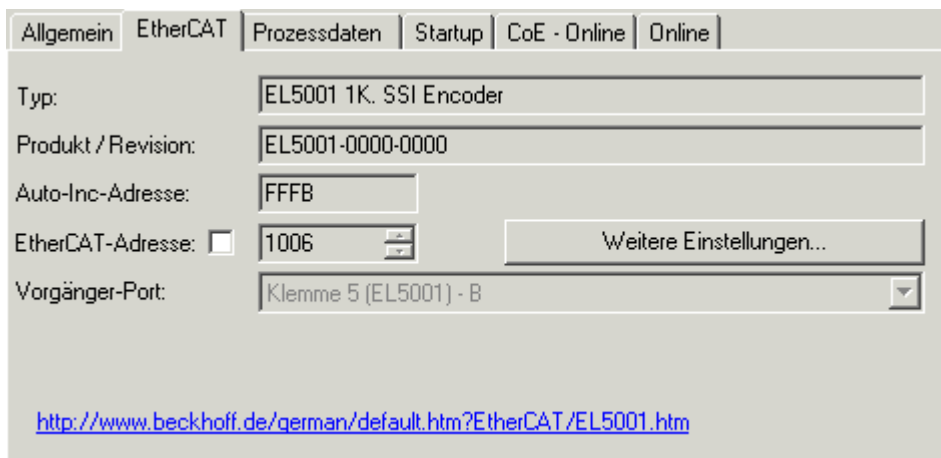 Allgemein EtherCAT Prozessdaten Startup CoE - Online Online
Typ: EL5001 1K. SSI Encoder
Produkt / Revision: EL5001-0000-0000
Auto-Inc-Adresse: FFFB
EtherCAT-Adresse: 1006 Weitere Einstellungen...
Vorgänger-Port: Klemme 5 (EL5001) - B
http://www.beckhoff.de/german/default.htm?EtherCAT/EL5001.htm